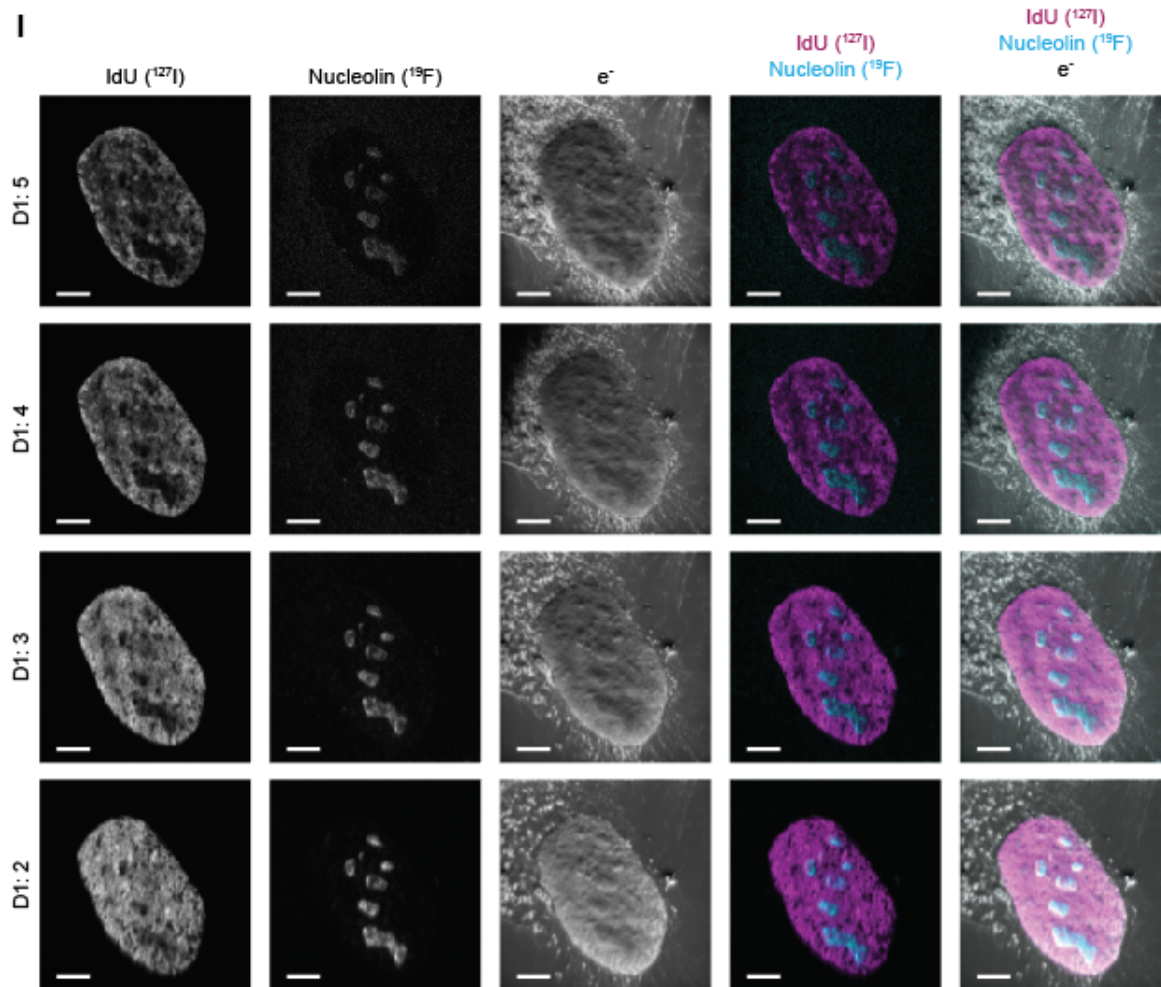 I
IdU (¹²⁷I)
Nucleolin (¹⁹F)
e⁻
IdU (¹²⁷I)
Nucleolin (¹⁹F)
IdU (¹²⁷I)
Nucleolin (¹⁹F)
e⁻
D1: 5
D1: 4
D1: 3
D1: 2